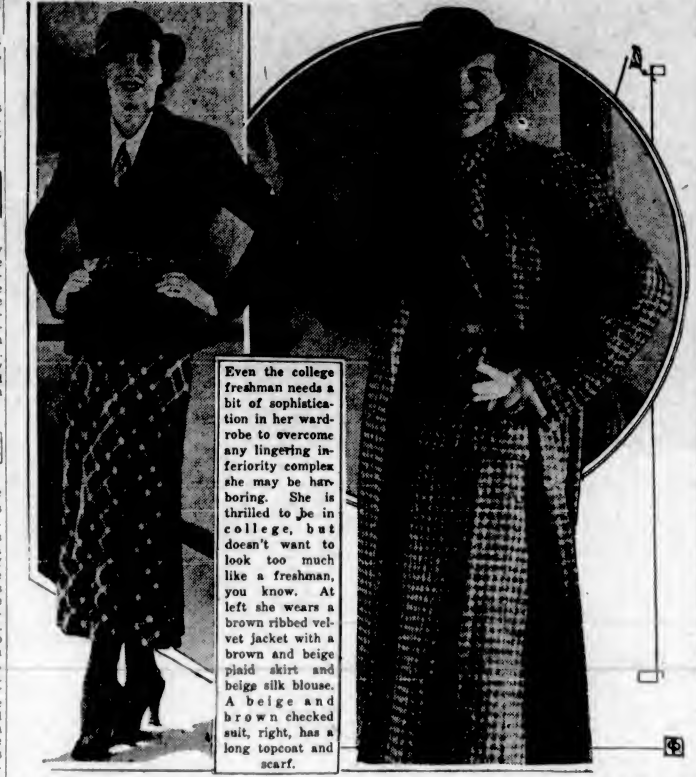 Even the college
freshman needs a
bit of sophistica-
tion in her ward-
robe to overcome
any lingering in-
feriority complex
she may be har-
boring. She is
thrilled to be in
college, but
doesn't want to
look too much
like a freshman,
you know. At
left she wears a
brown ribbed vel-
vet jacket with a
brown and beige
plaid skirt and
beige silk blouse.
A beige and
brown checked
suit, right, has a
long topcoat and
scarf.